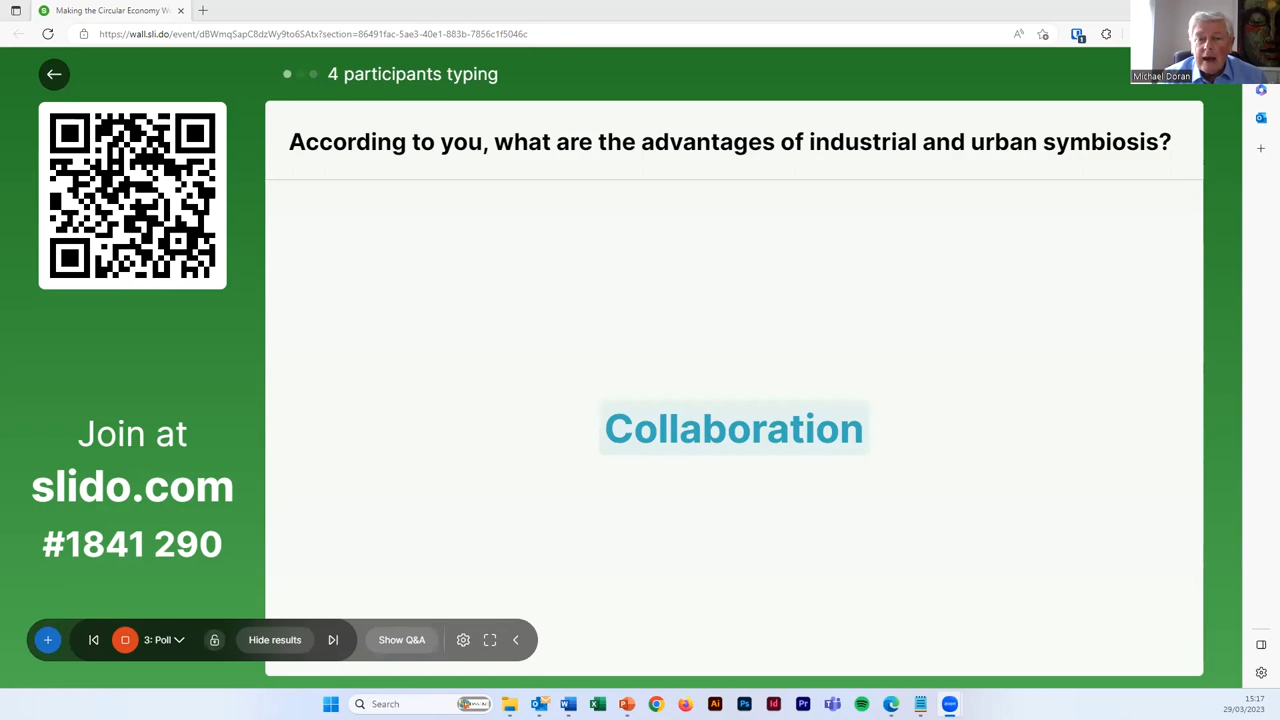 Making the Circular Economy W
https://wall.sli.do/event/dBWmqSapC8dzWy9to6SAtx?section=86491fac-5ae3-40e1-883b-7856c1f5046c
Michael Doran
4 participants typing
According to you, what are the advantages of industrial and urban symbiosis?
Collaboration
Join at
slido.com
#1841 290
3: Poll
Hide results
Show Q&A
Search
15:17
29/03/2023